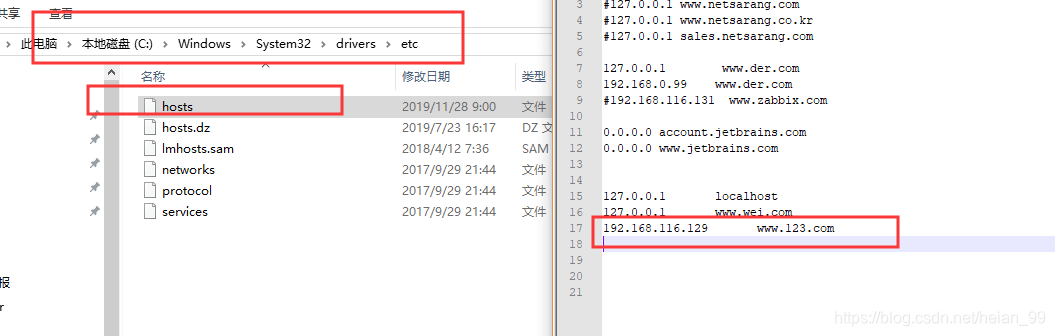 共享 查看
此电脑 > 本地磁盘 (C:) > Windows > System32 > drivers > etc
名称 修改日期 类型
hosts 2019/11/28 9:00 文件
hosts.dz 2019/7/23 16:17 DZ 文
lmhosts.sam 2018/4/12 7:36 SAM
networks 2017/9/29 21:44 文件
protocol 2017/9/29 21:44 文件
services 2017/9/29 21:44 文件
报
r
3 #127.0.0.1 www.netsarang.com
4 #127.0.0.1 www.netsarang.co.kr
5 #127.0.0.1 sales.netsarang.com
6
7 127.0.0.1 www.der.com
8 192.168.0.99 www.der.com
9 #192.168.116.131 www.zabbix.com
10
11 0.0.0.0 account.jetbrains.com
12 0.0.0.0 www.jetbrains.com
13
14
15 127.0.0.1 localhost
16 127.0.0.1 www.wei.com
17 192.168.116.129 www.123.com
18
19
20
21
https://blog.csdn.net/heian_99